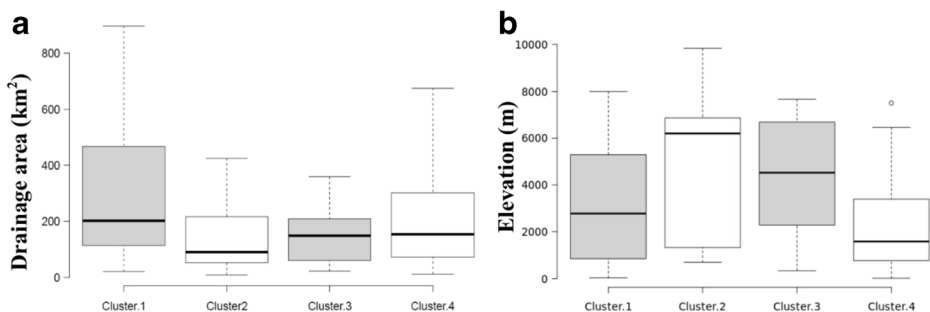 a
Drainage area (km²)
800
600
400
200
0
Cluster.1 Cluster2 Cluster.3 Cluster.4
b
Elevation (m)
10000
8000
6000
4000
2000
0
Cluster.1 Cluster.2 Cluster.3 Cluster.4